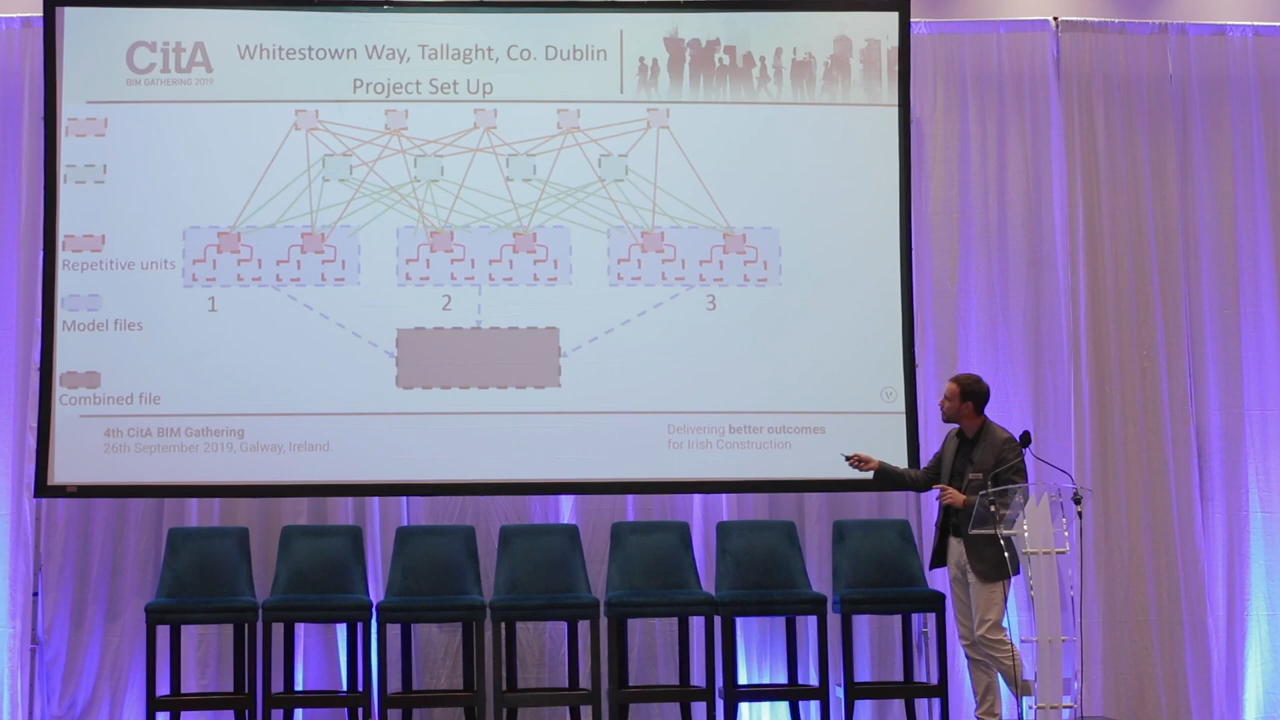 CitA
BIM GATHERING 2019
Whitestown Way, Tallaght, Co. Dublin
Project Set Up
Repetitive units
Model files
Combined file
1
2
3
4th CitA BIM Gathering
26th September 2019, Galway, Ireland.
Delivering better outcomes
for Irish Construction